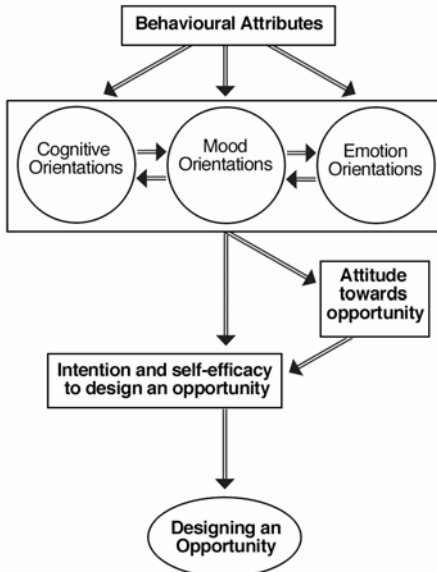 Behavioural Attributes
Cognitive
Orientations
Mood
Orientations
Emotion
Orientations
Attitude
towards
opportunity
Intention and self-efficacy
to design an opportunity
Designing an
Opportunity